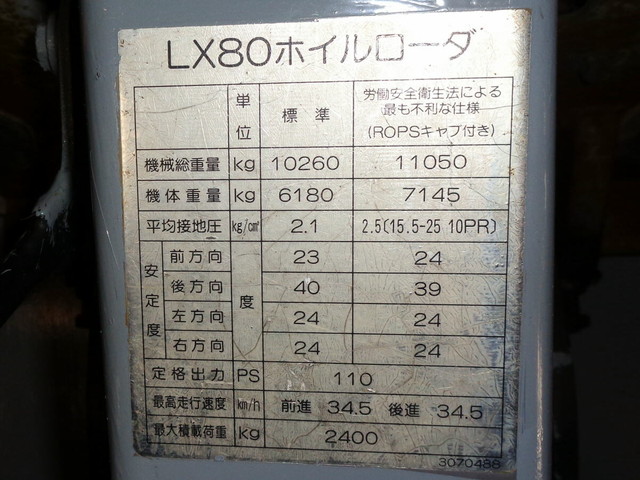 LX80ホイルローダ
単位 標準 労働安全衛生法による
最も不利な仕様
(ROPSキャブ付き)
機械総重量 kg 10260 11050
機体重量 kg 6180 7145
平均接地圧 kg/cm² 2.1 2.5(15.5-25 10PR)
安定度 前方向 度 23 24
後方向 40 39
左方向 24 24
右方向 24 24
定格出力 PS 110
最高走行速度 km/h 前進 34.5 後進 34.5
最大積載荷重 kg 2400
3070488